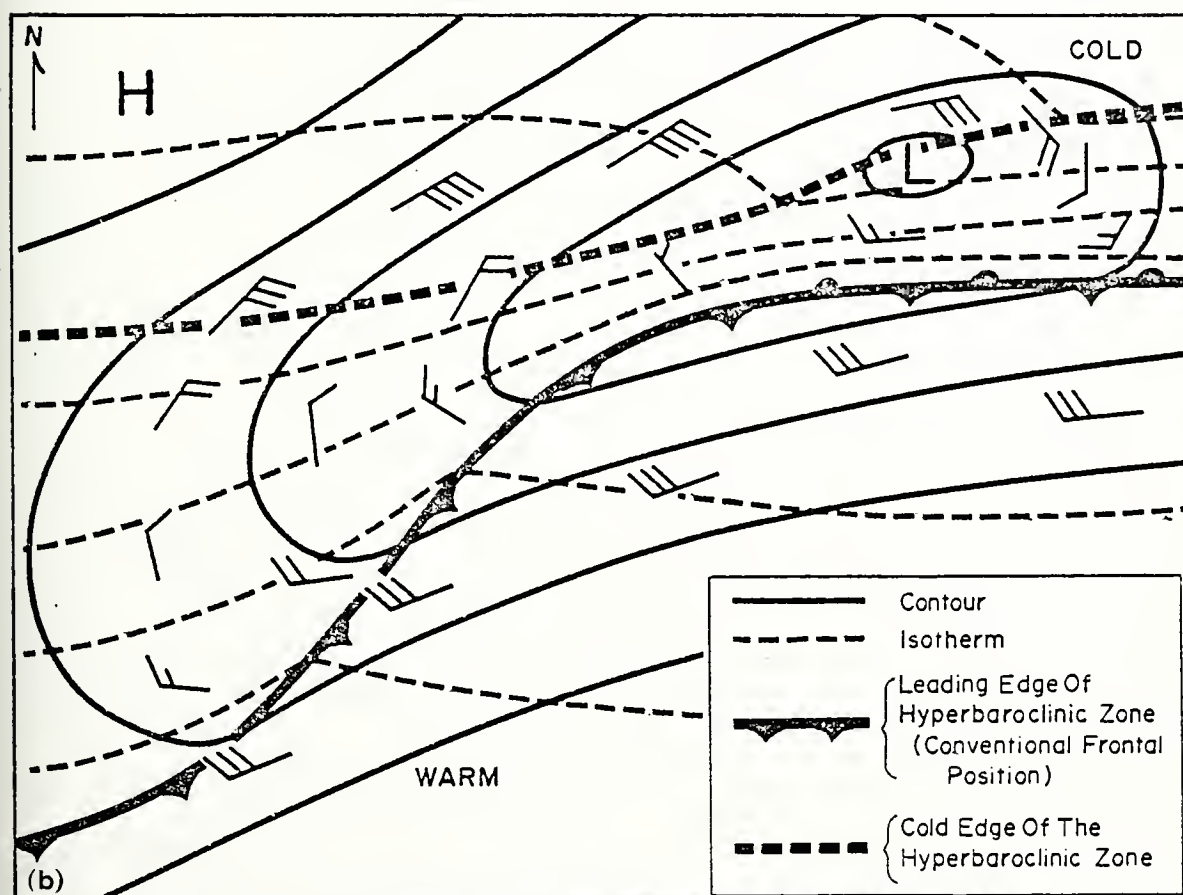 N
H
COLD
L
Contour
Isotherm
Leading Edge Of
Hyperbaroclinic Zone
(Conventional Frontal
Position)
WARM
Cold Edge Of The
Hyperbaroclinic Zone
(b)